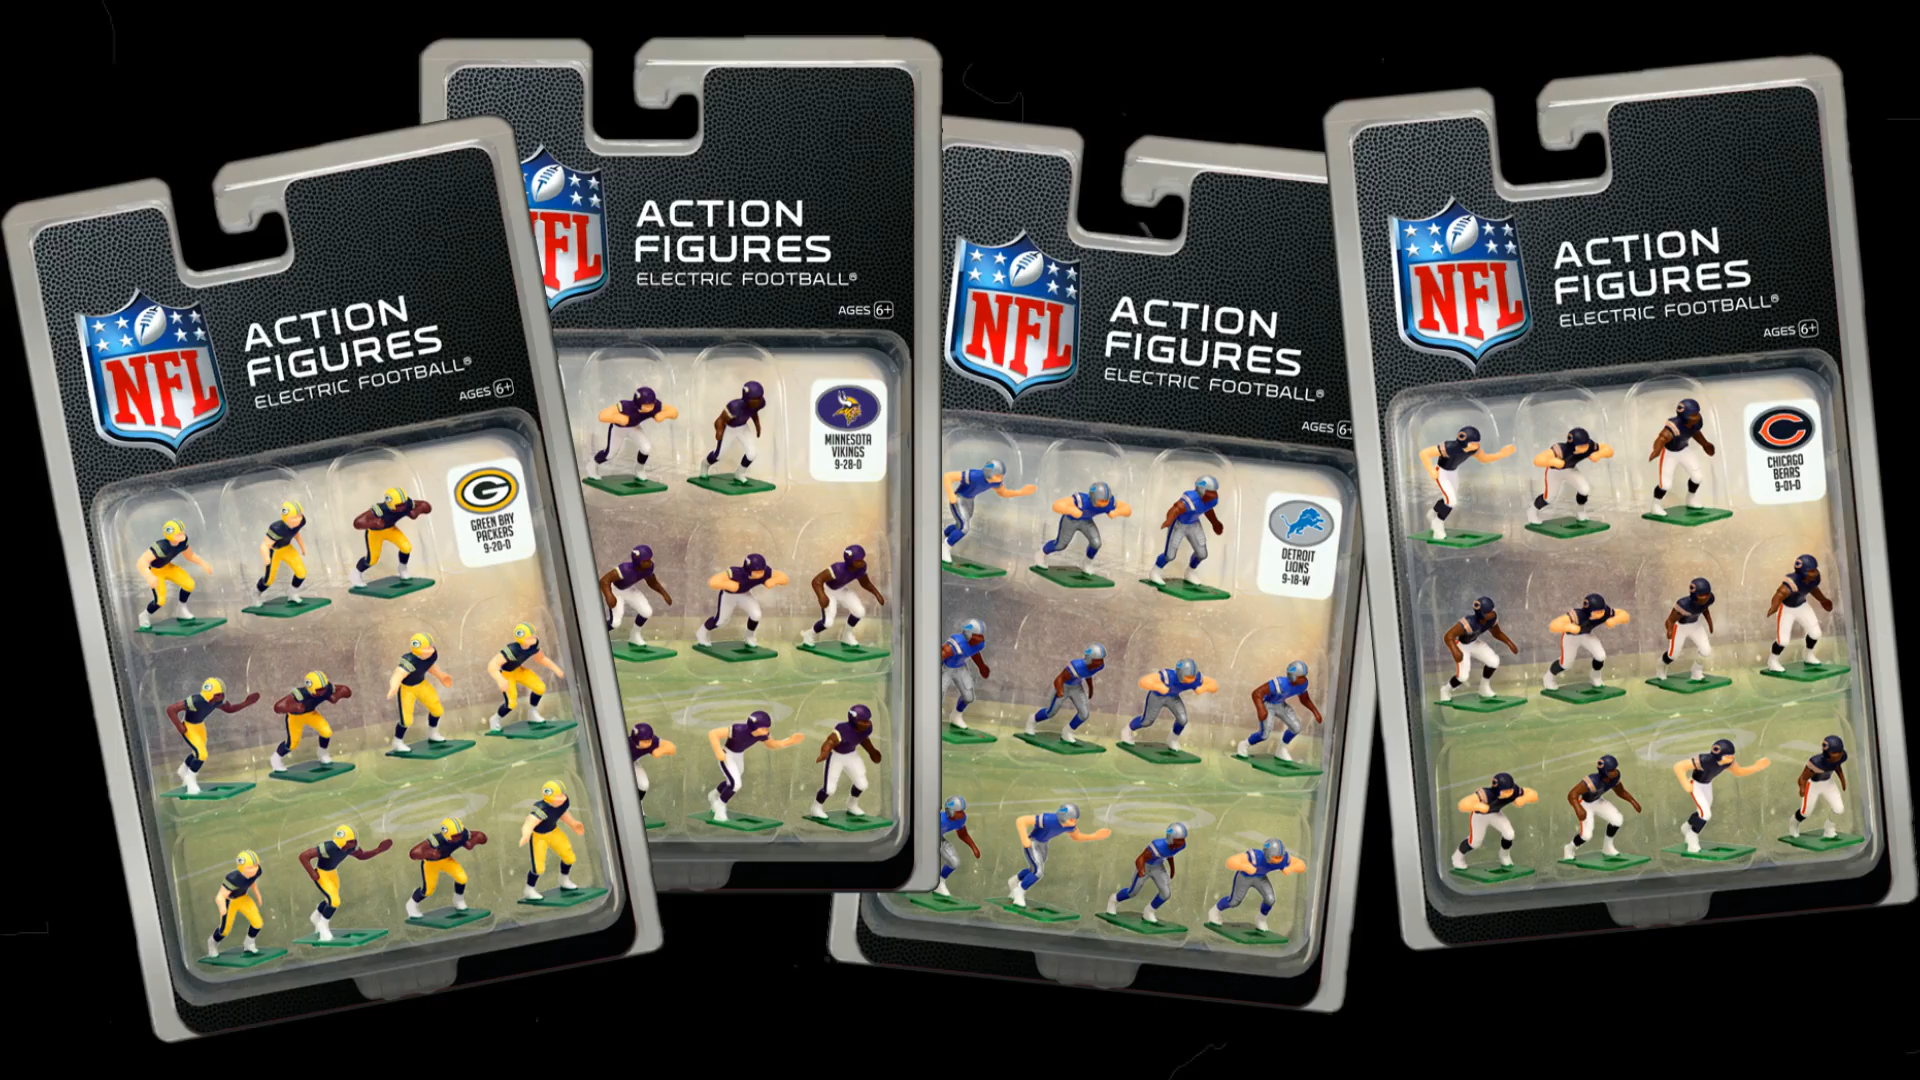 NFL
ACTION
FIGURES
ELECTRIC FOOTBALL®
AGES 6+
G
GREEN BAY
PACKERS
9-20-D
NFL
ACTION
FIGURES
ELECTRIC FOOTBALL®
AGES 6+
MINNESOTA
VIKINGS
9-28-D
NFL
ACTION
FIGURES
ELECTRIC FOOTBALL®
AGES 6+
DETROIT
LIONS
9-18-W
NFL
ACTION
FIGURES
ELECTRIC FOOTBALL®
AGES 6+
C
CHICAGO
BEARS
9-01-D